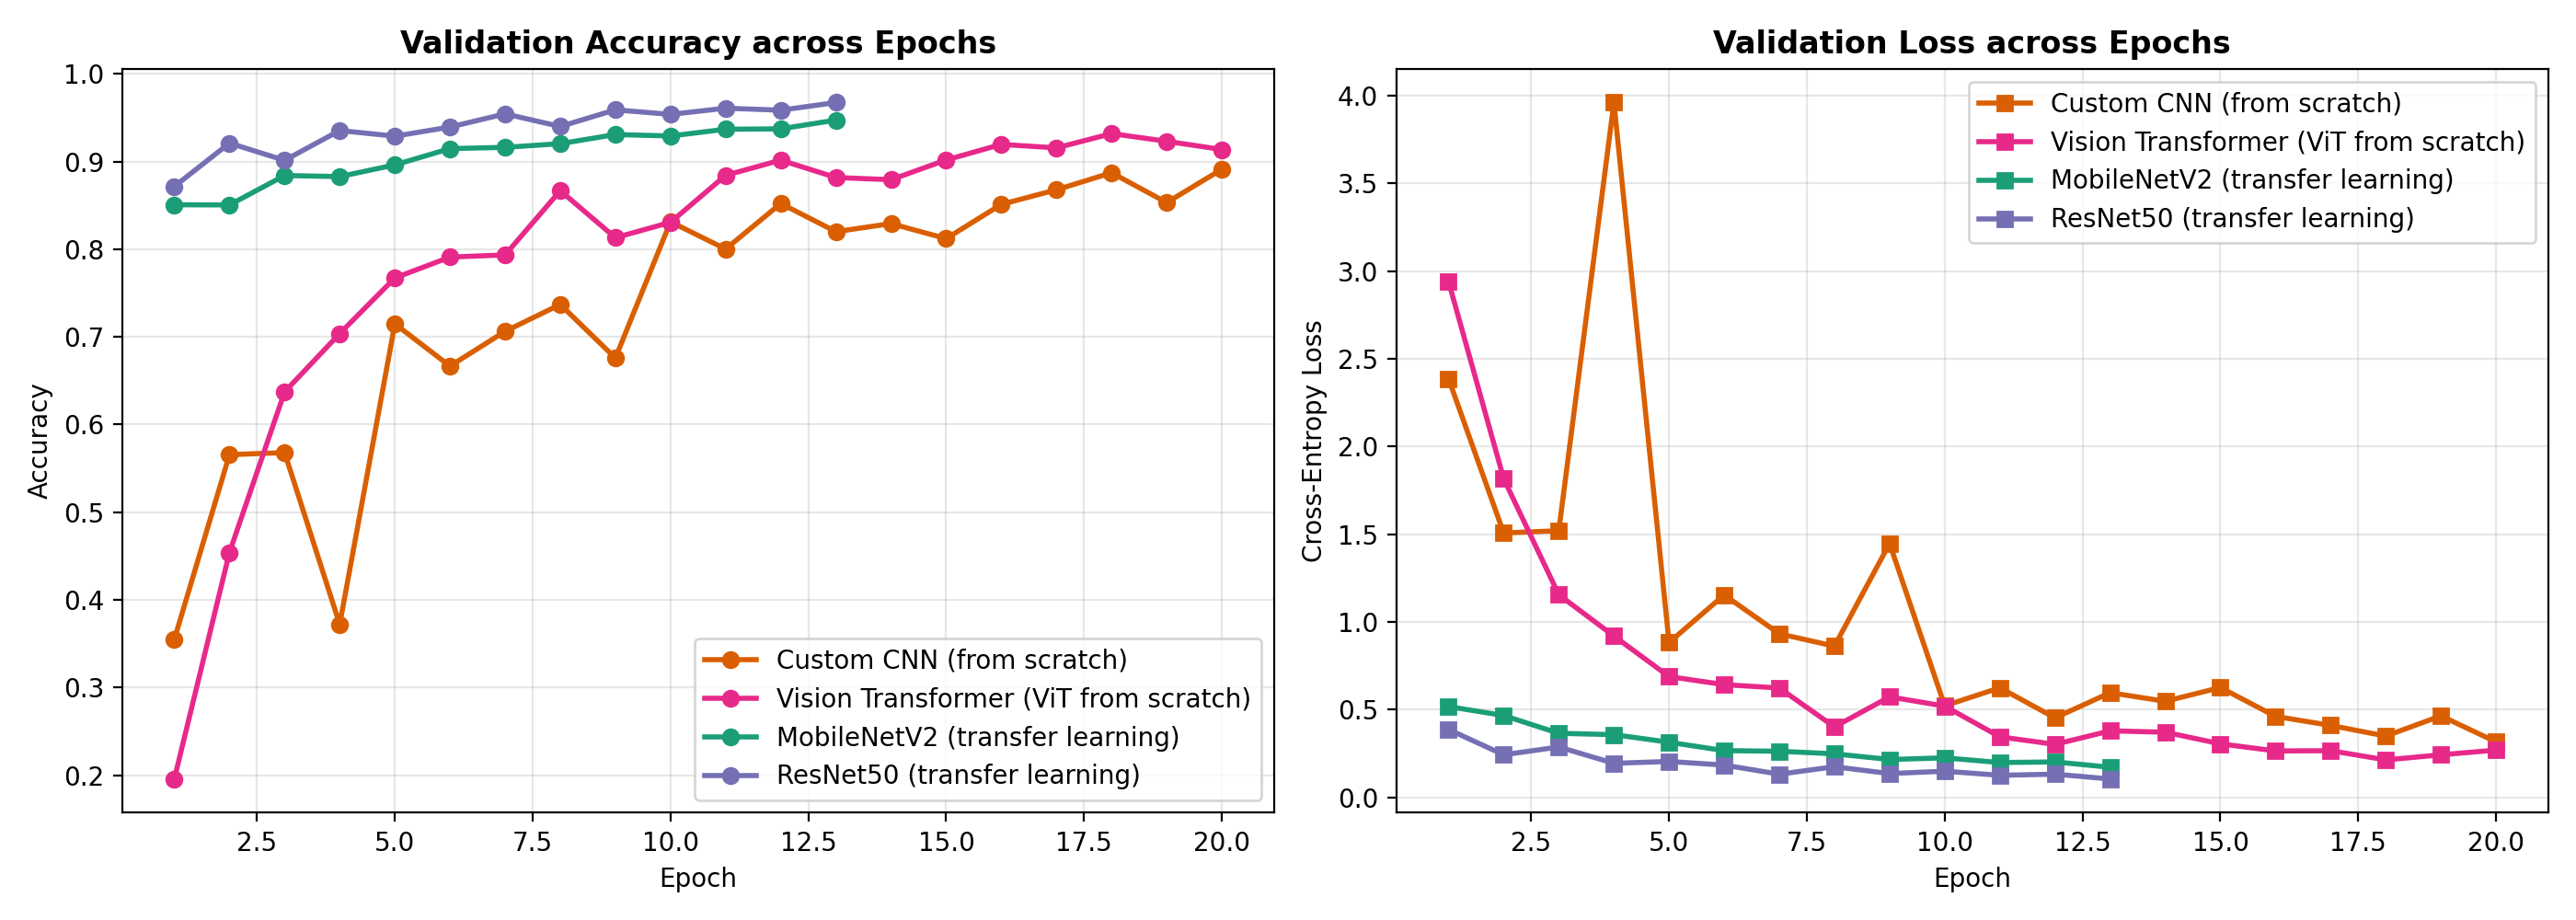 Validation Accuracy across Epochs
1.0
0.9
0.8
0.7
0.6
0.5
0.4
0.3
0.2
Accuracy
2.5 5.0 7.5 10.0 12.5 15.0 17.5 20.0
Epoch
Custom CNN (from scratch)
Vision Transformer (ViT from scratch)
MobileNetV2 (transfer learning)
ResNet50 (transfer learning)
Validation Loss across Epochs
4.0
3.5
3.0
2.5
2.0
1.5
1.0
0.5
0.0
Cross-Entropy Loss
2.5 5.0 7.5 10.0 12.5 15.0 17.5 20.0
Epoch
Custom CNN (from scratch)
Vision Transformer (ViT from scratch)
MobileNetV2 (transfer learning)
ResNet50 (transfer learning)